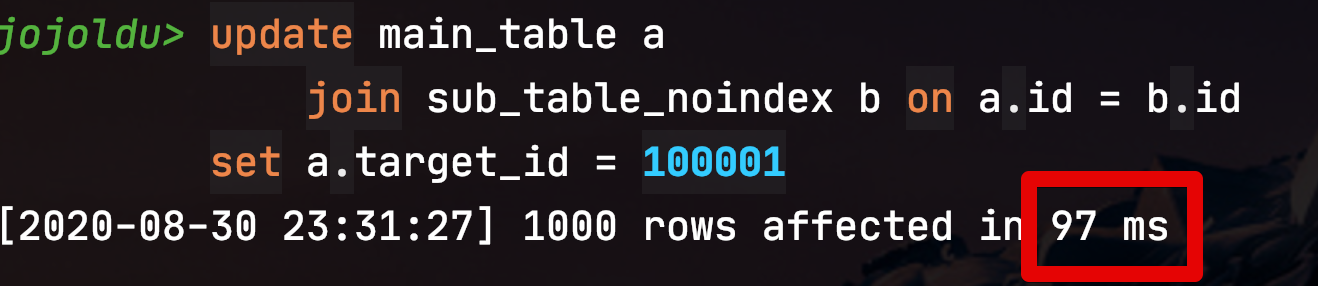 jojoldu> update main_table a
join sub_table_noindex b on a.id = b.id
set a.target_id = 100001
[2020-08-30 23:31:27] 1000 rows affected in 97 ms